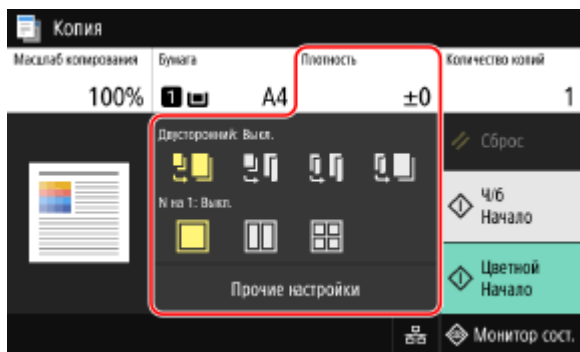 Копия
Масшлаб копирования Бумага Плотность Количество копий
100% 1 A4 ±0 1
Двусторонний: Выкл.
Сброс
N на 1: Выкл.
Ч/б
Начало
Прочие настройки
Цветной
Начало
Монитор сост.